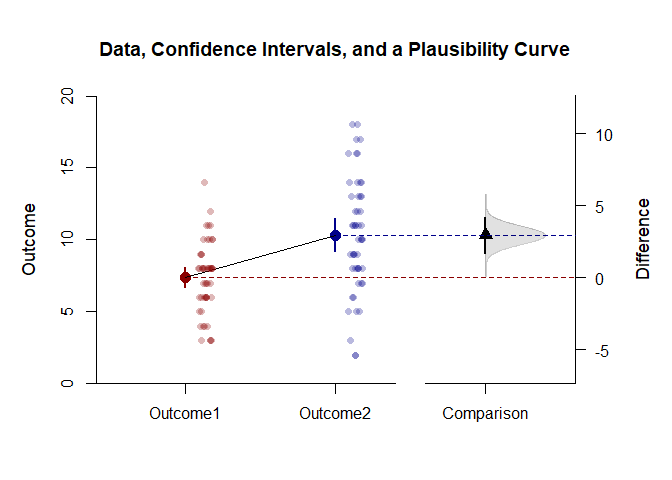 Data, Confidence Intervals, and a Plausibility Curve
Outcome
20
15
10
5
0
Outcome1
Outcome2
Comparison
10
5
0
-5
Difference